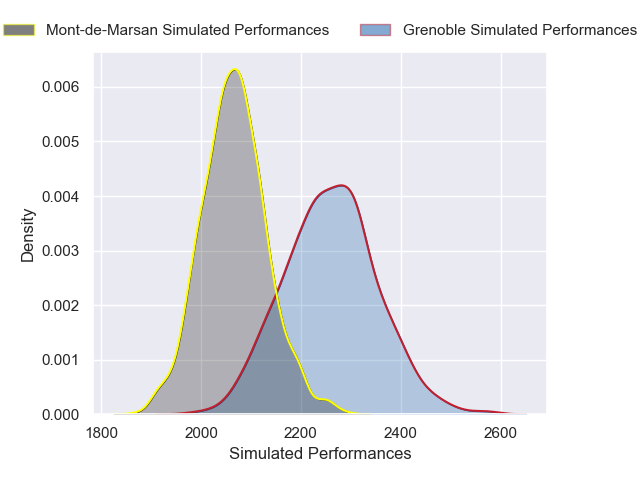 Mont-de-Marsan Simulated Performances Grenoble Simulated Performances
0.006
0.005
0.004
0.003
0.002
0.001
0.000
Density
1800 2000 2200 2400 2600
Simulated Performances